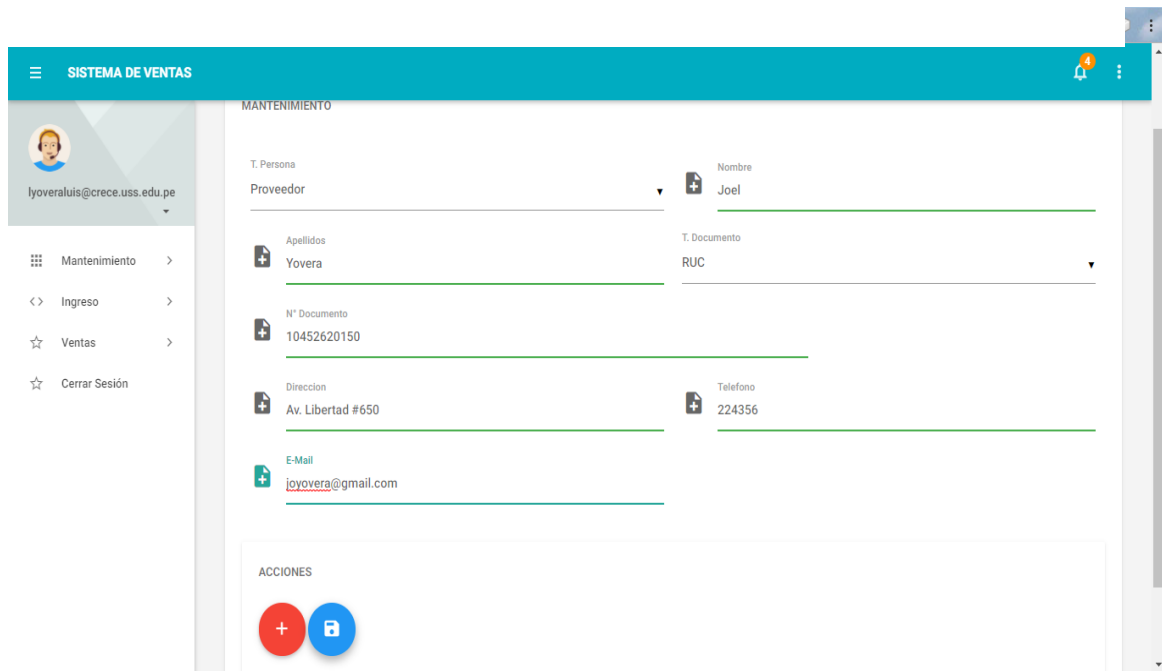 SISTEMA DE VENTAS
4
lyoveraluis@crece.uss.edu.pe
Mantenimiento
Ingreso
Ventas
Cerrar Sesión
MANTENIMIENTO
T. Persona
Proveedor
Nombre
Joel
Apellidos
Yovera
T. Documento
RUC
N° Documento
10452620150
Direccion
Av. Libertad #650
Telefono
224356
E-Mail
joyovera@gmail.com
ACCIONES